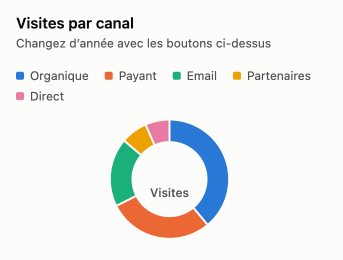 Visites par canal
Changez d'année avec les boutons ci-dessus
Organique Payant Email Partenaires
Direct
Visites